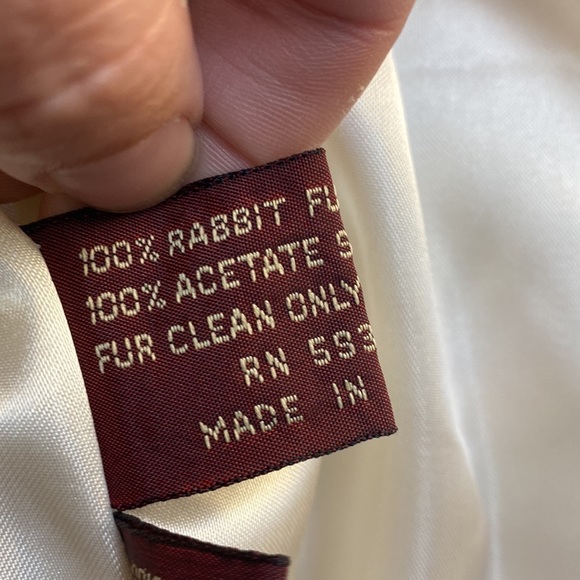 100% RABBIT
100% ACETATE
FUR CLEAN ONLY
RN
MADE IN